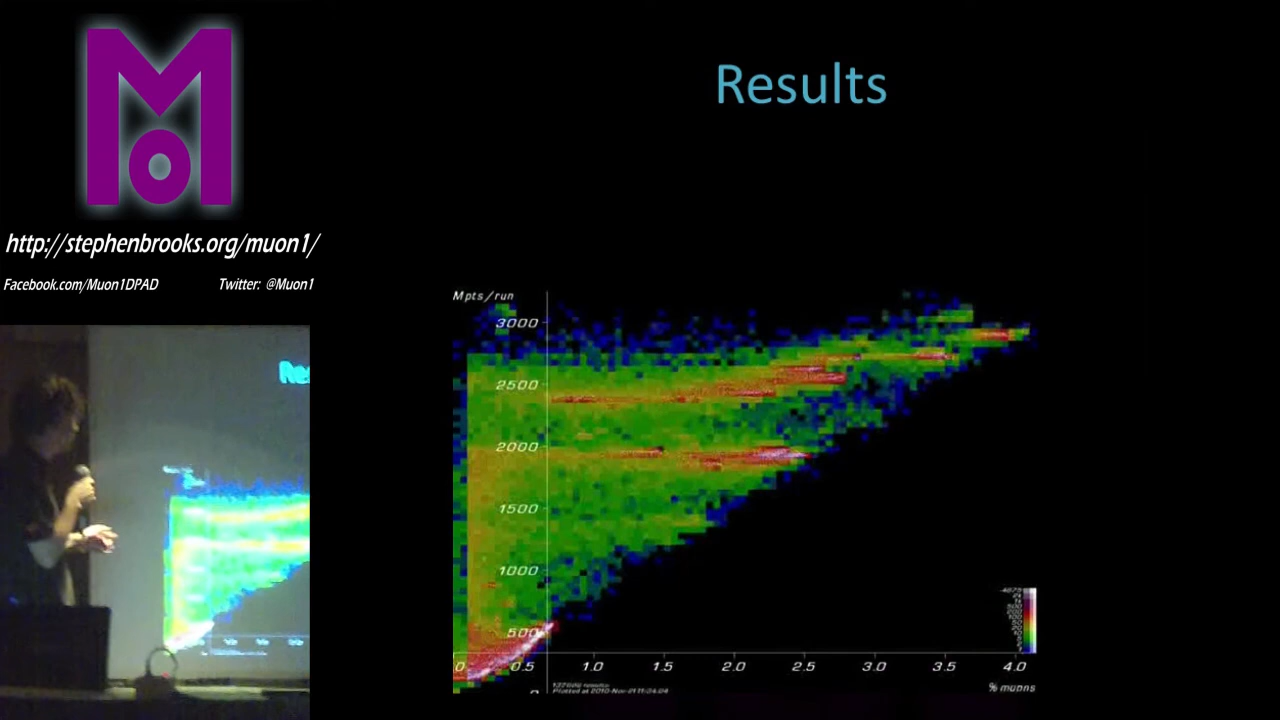 Results
http://stephenbrooks.org/muon1/
Facebook.com/Muon1DPAD Twitter: @Muon1
Mpts/run
3000
2500
2000
1500
1000
500
0
0 0.5 1.0 1.5 2.0 2.5 3.0 3.5 4.0
% muons